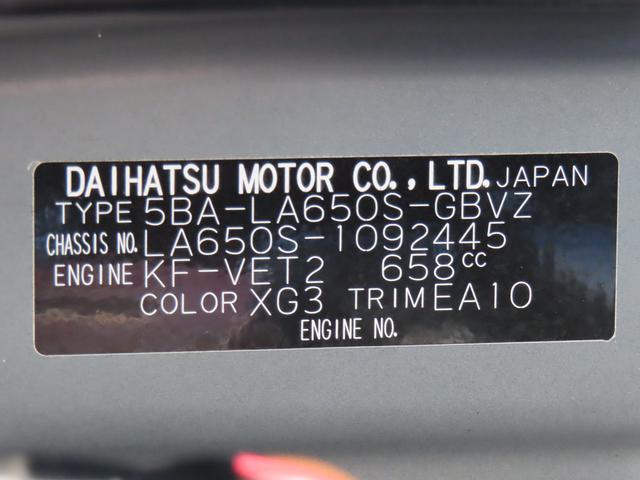 DAIHATSU MOTOR CO., LTD. JAPAN
TYPE 5BA-LA650S-GBVZ
CHASSIS NO. LA650S-1092445
ENGINE KF-VET2 658cc
COLOR XG3 TRIM EA10
ENGINE NO.